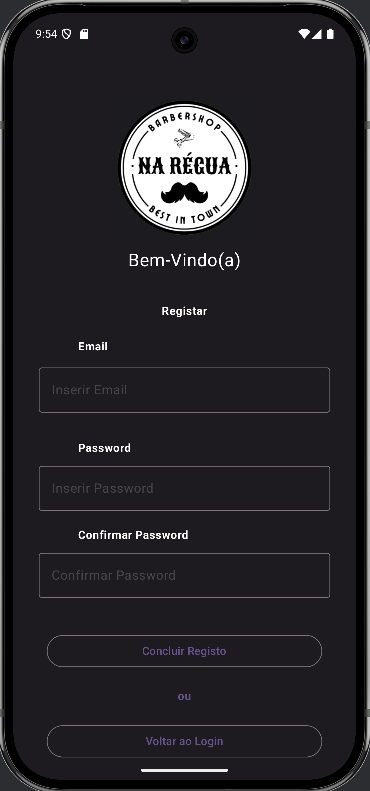 9:54
BARBERSHOP
NA RÉGUA
BEST IN TOWN
Bem-Vindo(a)
Registar
Email
Inserir Email
Password
Inserir Password
Confirmar Password
Confirmar Password
Concluir Registo
ou
Voltar ao Login